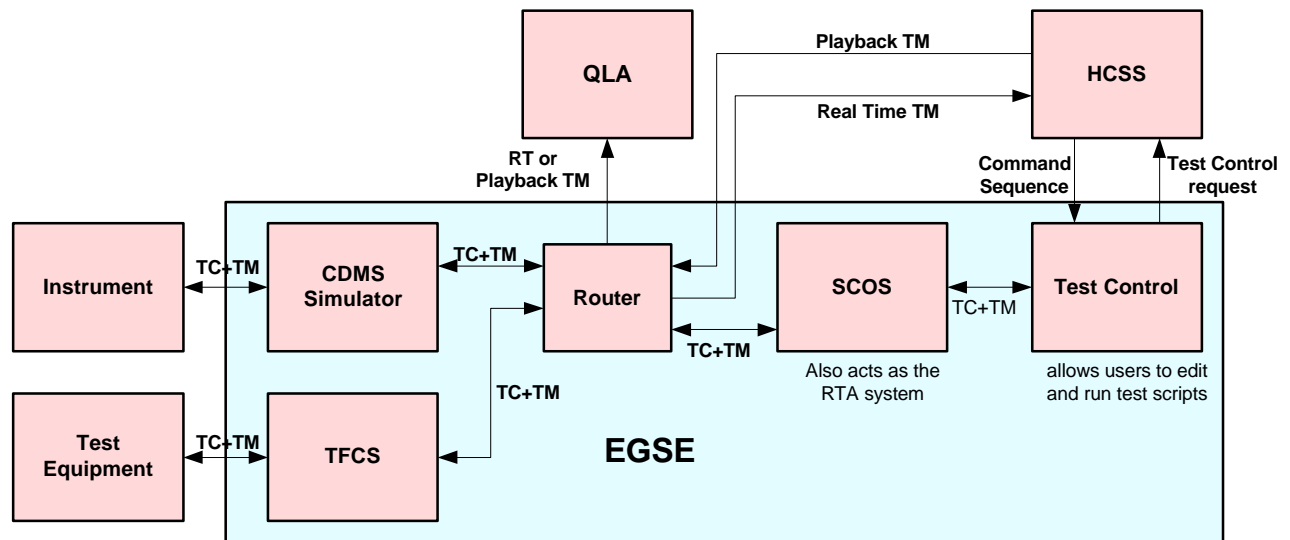 QLA
HCSS
Playback TM
Real Time TM
RT or
Playback TM
Command
Sequence
Test Control
request
Instrument
TC+TM
CDMS
Simulator
TC+TM
Router
TC+TM
SCOS
TC+TM
Test Control
Also acts as the
RTA system
allows users to edit
and run test scripts
TC+TM
Test
Equipment
TC+TM
TFCS
EGSE